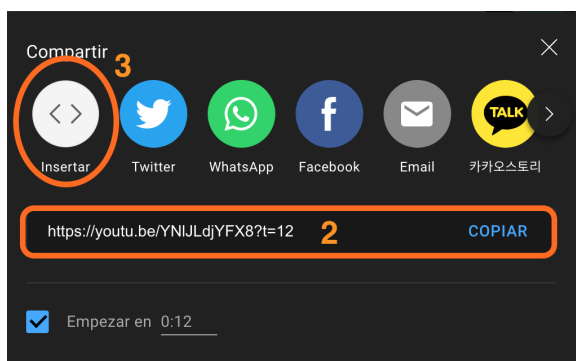 Compartir
3
TALK
Insertar Twitter WhatsApp Facebook Email 카카오스토리
https://youtu.be/YNIJLdjYFX8?t=12 2 COPIAR
Empezar en 0:12